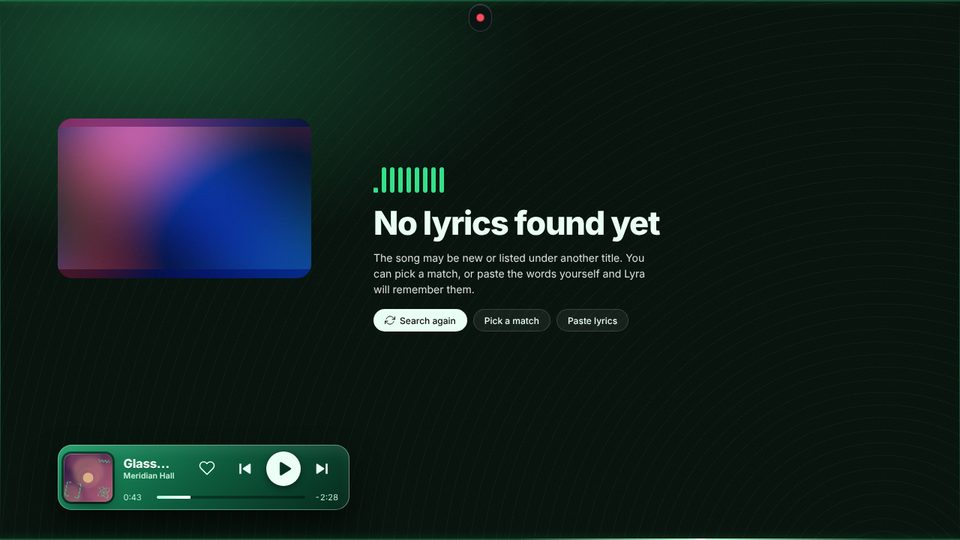 No lyrics found yet
The song may be new or listed under another title. You
can pick a match, or paste the words yourself and Lyra
will remember them.
Search again
Pick a match
Paste lyrics
Glass...
Meridian Hall
0:43
-2:28